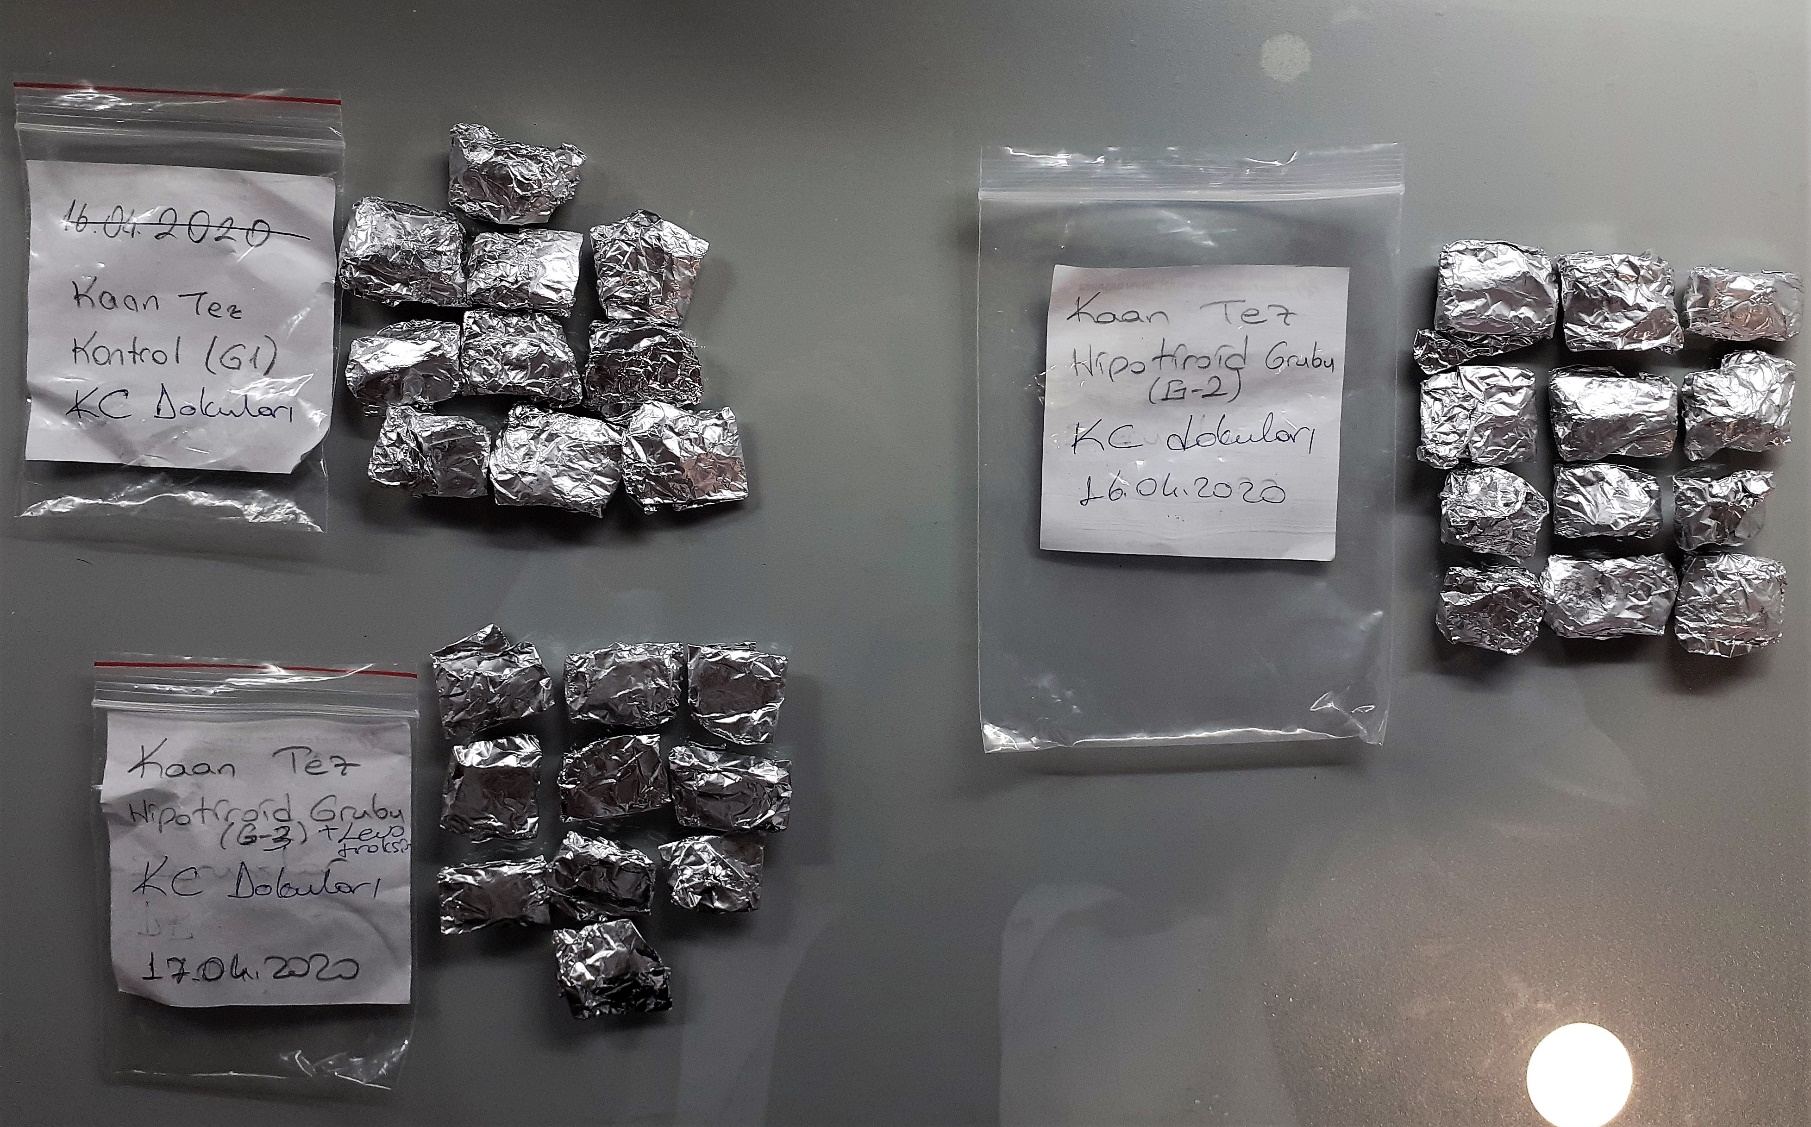 16.04.2020
Kaan Tez
Kontrol (G1)
KC Dokuları
Kaan Tez
Hipotiroid Grubu
(G-2)
KC dokuları
16.04.2020
Kaan Tez
Hipotiroid Grubu
(G-3) + Levo
troksin
KC Dokuları
17.04.2020